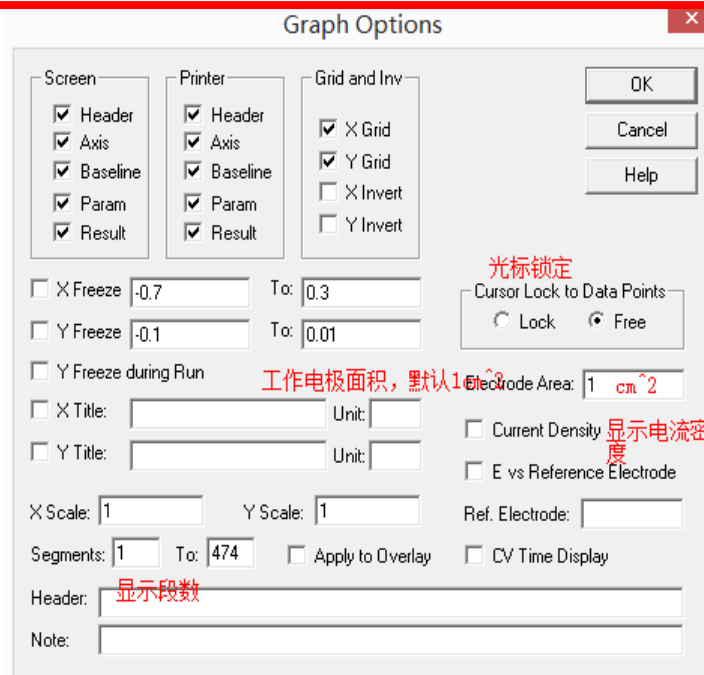 Graph Options
Screen
Header
Axis
Baseline
Param
Result
Printer
Header
Axis
Baseline
Param
Result
Grid and Inv
X Grid
Y Grid
X Invert
Y Invert
OK
Cancel
Help
X Freeze -0.7 To: 0.3
Y Freeze -0.1 To: 0.01
Y Freeze during Run
光标锁定
Cursor Lock to Data Points
Lock Free
工作电极面积，默认1cm^2
Electrode Area: 1 cm^2
X Title: Unit:
Y Title: Unit:
Current Density 显示电流密度
E vs Reference Electrode
X Scale: 1 Y Scale: 1
Ref. Electrode:
Segments: 1 To: 474 Apply to Overlay
CV Time Display
显示段数
Header:
Note: